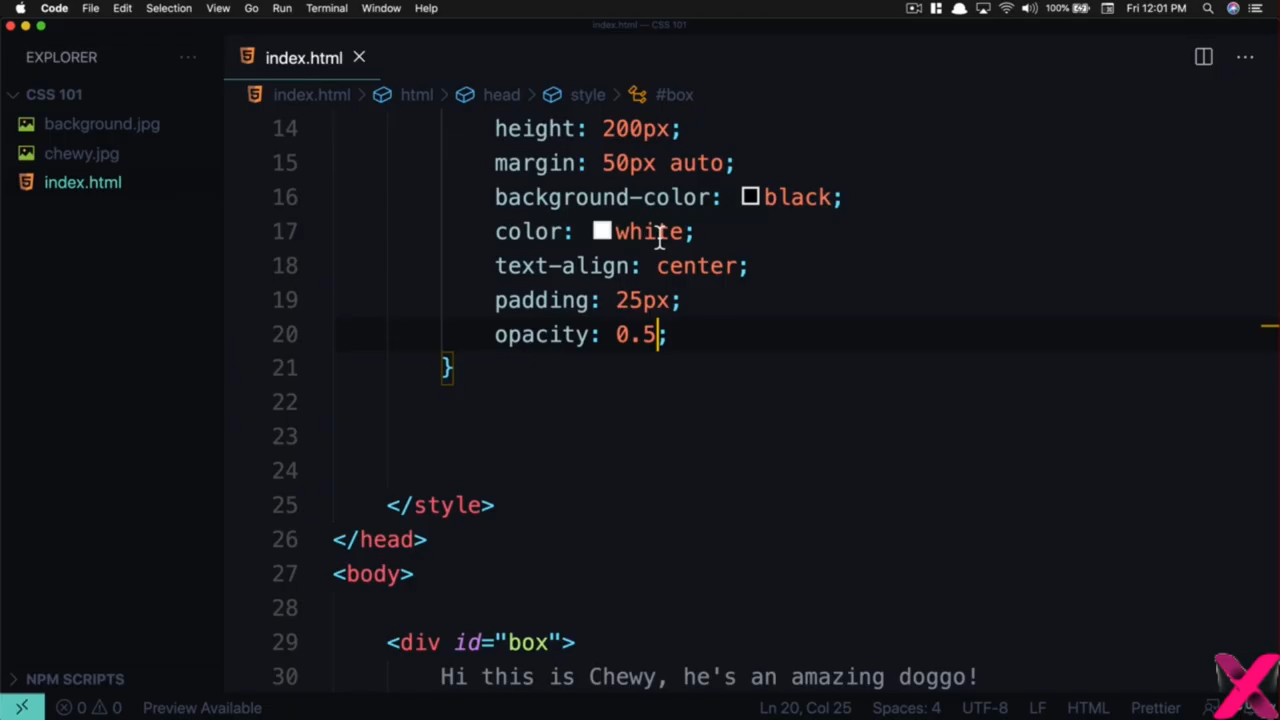 Code File Edit Selection View Go Run Terminal Window Help 100% Fri 12:01 PM
index.html — CSS 101
EXPLORER ···
index.html
index.html > html > head > style > #box
CSS 101
background.jpg
chewy.jpg
index.html
14 height: 200px;
15 margin: 50px auto;
16 background-color: black;
17 color: white;
18 text-align: center;
19 padding: 25px;
20 opacity: 0.5;
21 }
22
23
24
25 </style>
26 </head>
27 <body>
28
29 <div id="box">
30 Hi this is Chewy, he's an amazing doggo!
NPM SCRIPTS
0 0 Preview Available Ln 20, Col 25 Spaces: 4 UTF-8 LF HTML Prettier
X